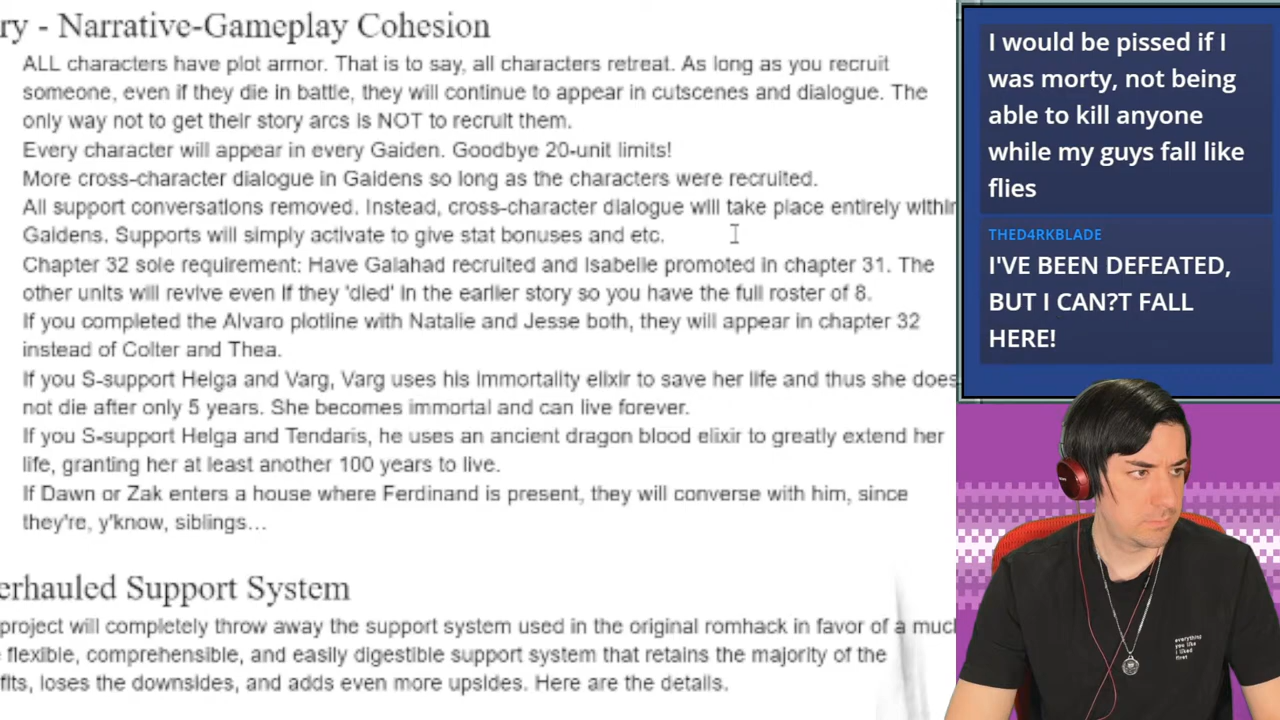 ry - Narrative-Gameplay Cohesion
ALL characters have plot armor. That is to say, all characters retreat. As long as you recruit
someone, even if they die in battle, they will continue to appear in cutscenes and dialogue. The
only way not to get their story arcs is NOT to recruit them.
Every character will appear in every Gaiden. Goodbye 20-unit limits!
More cross-character dialogue in Gaidens so long as the characters were recruited.
All support conversations removed. Instead, cross-character dialogue will take place entirely within
Gaidens. Supports will simply activate to give stat bonuses and etc.
Chapter 32 sole requirement: Have Galahad recruited and Isabelle promoted in chapter 31. The
other units will revive even if they 'died' in the earlier story so you have the full roster of 8.
If you completed the Alvaro plotline with Natalie and Jesse both, they will appear in chapter 32
instead of Colter and Thea.
If you S-support Helga and Varg, Varg uses his immortality elixir to save her life and thus she does
not die after only 5 years. She becomes immortal and can live forever.
If you S-support Helga and Tendaris, he uses an ancient dragon blood elixir to greatly extend her
life, granting her at least another 100 years to live.
If Dawn or Zak enters a house where Ferdinand is present, they will converse with him, since
they're, y'know, siblings...
erhauled Support System
project will completely throw away the support system used in the original romhack in favor of a muc
flexible, comprehensible, and easily digestible support system that retains the majority of the
fits, loses the downsides, and adds even more upsides. Here are the details.
I would be pissed if I
was morty, not being
able to kill anyone
while my guys fall like
flies
THED4RKBLADE
I'VE BEEN DEFEATED,
BUT I CAN?T FALL
HERE!
everything
you like
i liked
first